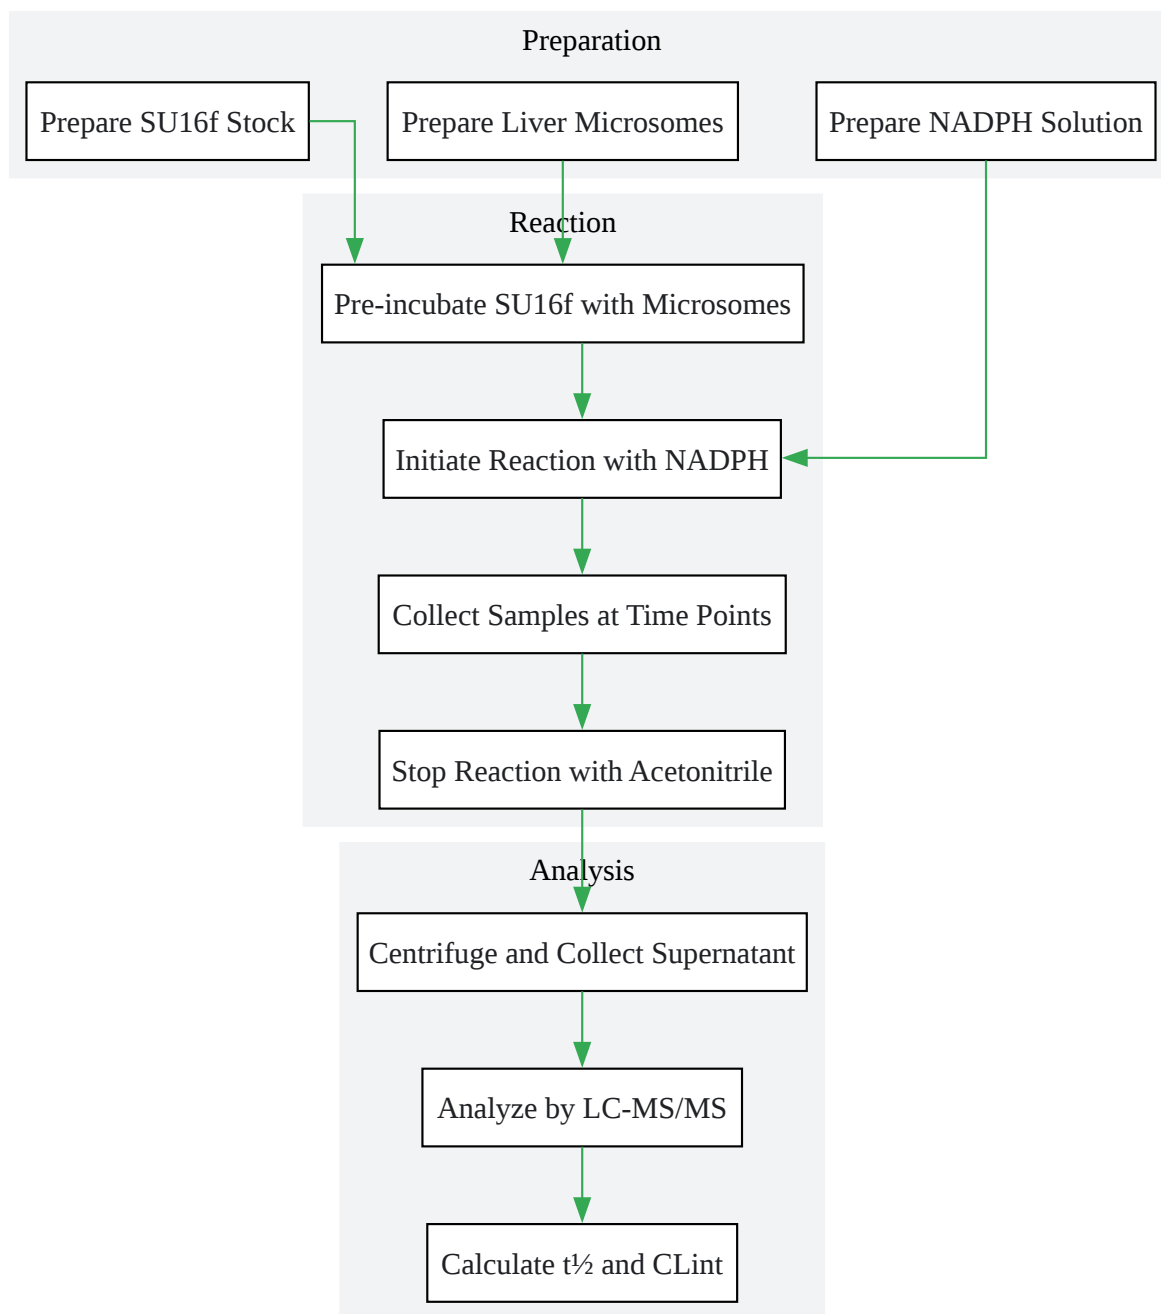 Preparation
Prepare SU16f Stock
Prepare Liver Microsomes
Prepare NADPH Solution
Reaction
Pre-incubate SU16f with Microsomes
Initiate Reaction with NADPH
Collect Samples at Time Points
Stop Reaction with Acetonitrile
Analysis
Centrifuge and Collect Supernatant
Analyze by LC-MS/MS
Calculate t½ and CLint